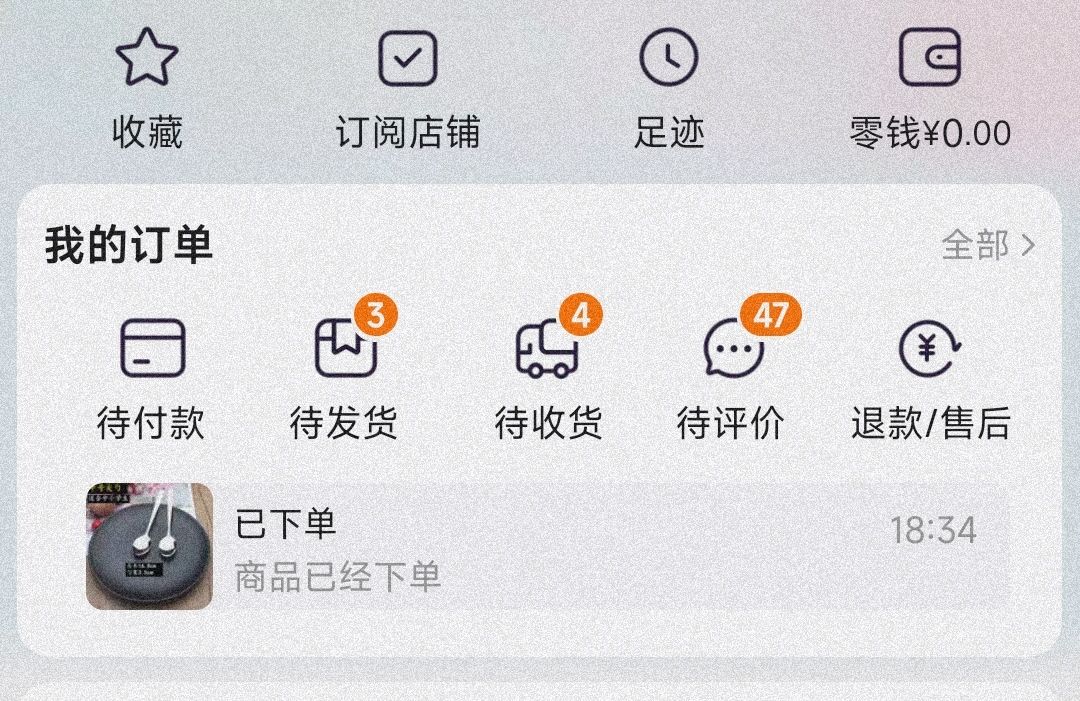 收藏
订阅店铺
足迹
零钱¥0.00
我的订单
全部 >
3
4
47
待付款
待发货
待收货
待评价
退款/售后
已下单
18:34
商品已经下单